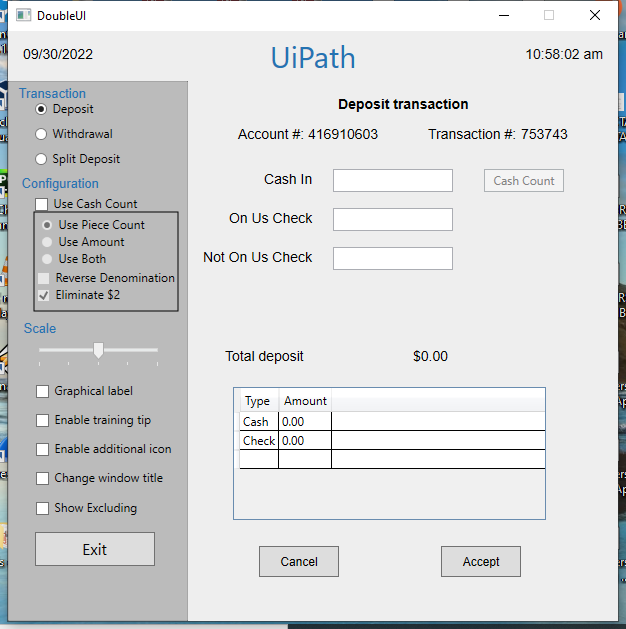 DoubleUI
09/30/2022
UiPath
10:58:02 am
Transaction
Deposit
Withdrawal
Split Deposit
Configuration
Use Cash Count
Use Piece Count
Use Amount
Use Both
Reverse Denomination
Eliminate $2
Scale
Graphical label
Enable training tip
Enable additional icon
Change window title
Show Excluding
Exit
Deposit transaction
Account #: 416910603 Transaction #: 753743
Cash In
Cash Count
On Us Check
Not On Us Check
Total deposit $0.00
Type Amount
Cash 0.00
Check 0.00
Cancel Accept